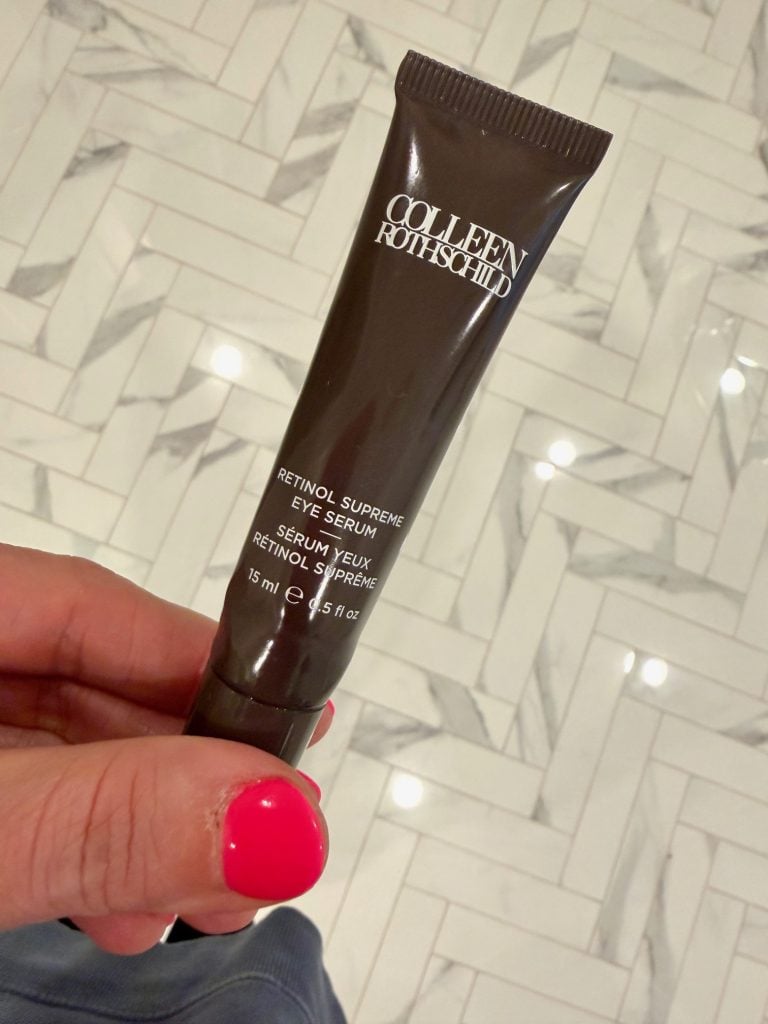 COLLEEN
ROTHSCHILD
RETINOL SUPREME
EYE SERUM
SÉRUM YEUX
RÉTINOL SUPRÊME
15 ml ℮ 0.5 fl oz